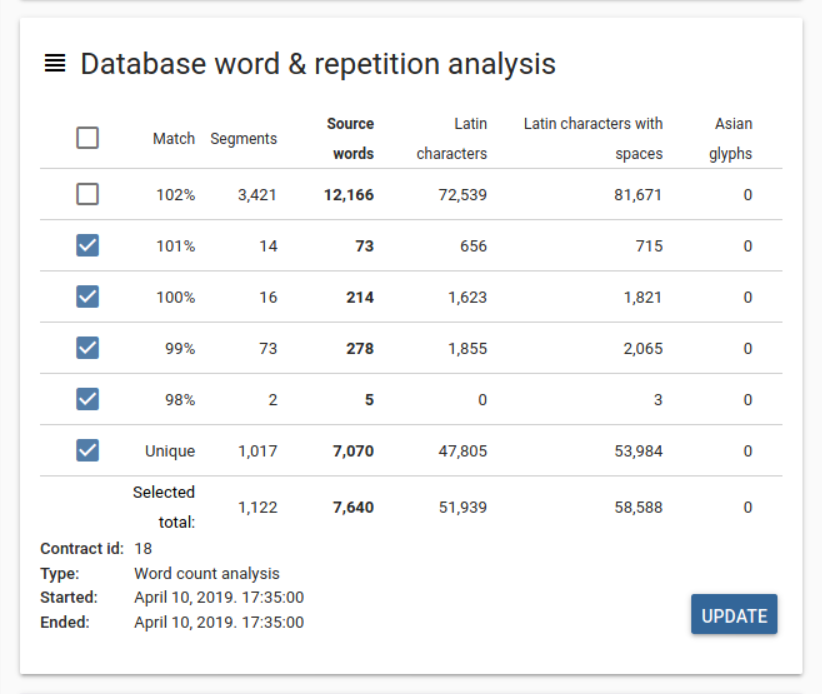 Database word & repetition analysis
Match Segments Source words Latin characters Latin characters with spaces Asian glyphs
102% 3,421 12,166 72,539 81,671 0
101% 14 73 656 715 0
100% 16 214 1,623 1,821 0
99% 73 278 1,855 2,065 0
98% 2 5 0 3 0
Unique 1,017 7,070 47,805 53,984 0
Selected total: 1,122 7,640 51,939 58,588 0
Contract id: 18
Type: Word count analysis
Started: April 10, 2019. 17:35:00
Ended: April 10, 2019. 17:35:00
UPDATE